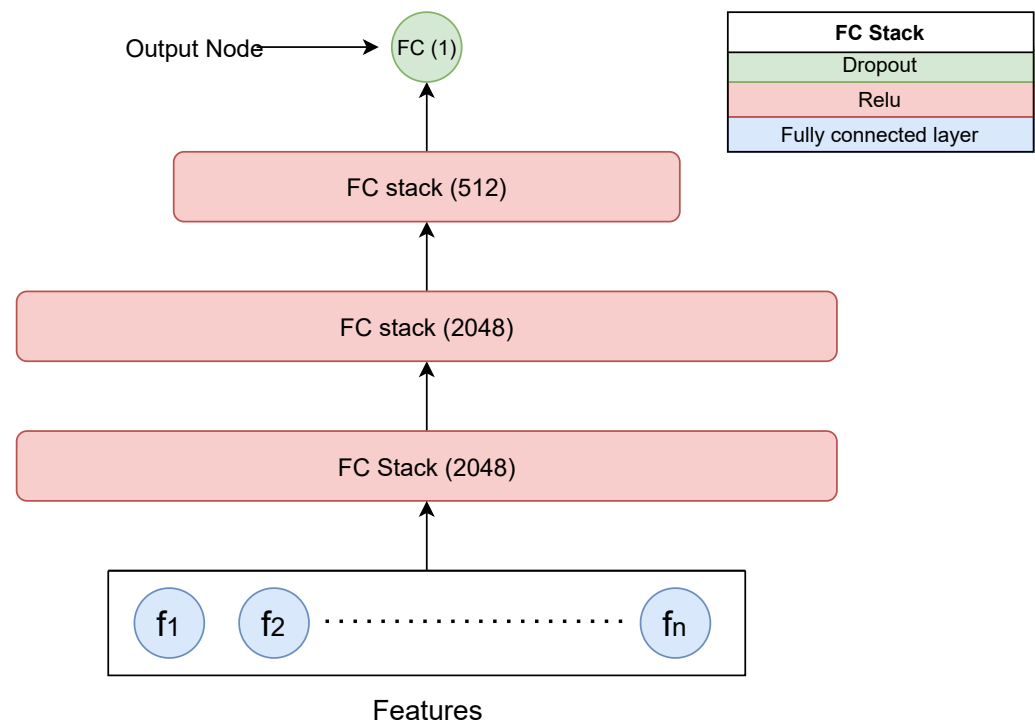 Output Node
FC (1)
FC Stack
Dropout
Relu
Fully connected layer
FC stack (512)
FC stack (2048)
FC Stack (2048)
f1 f2 fn
Features